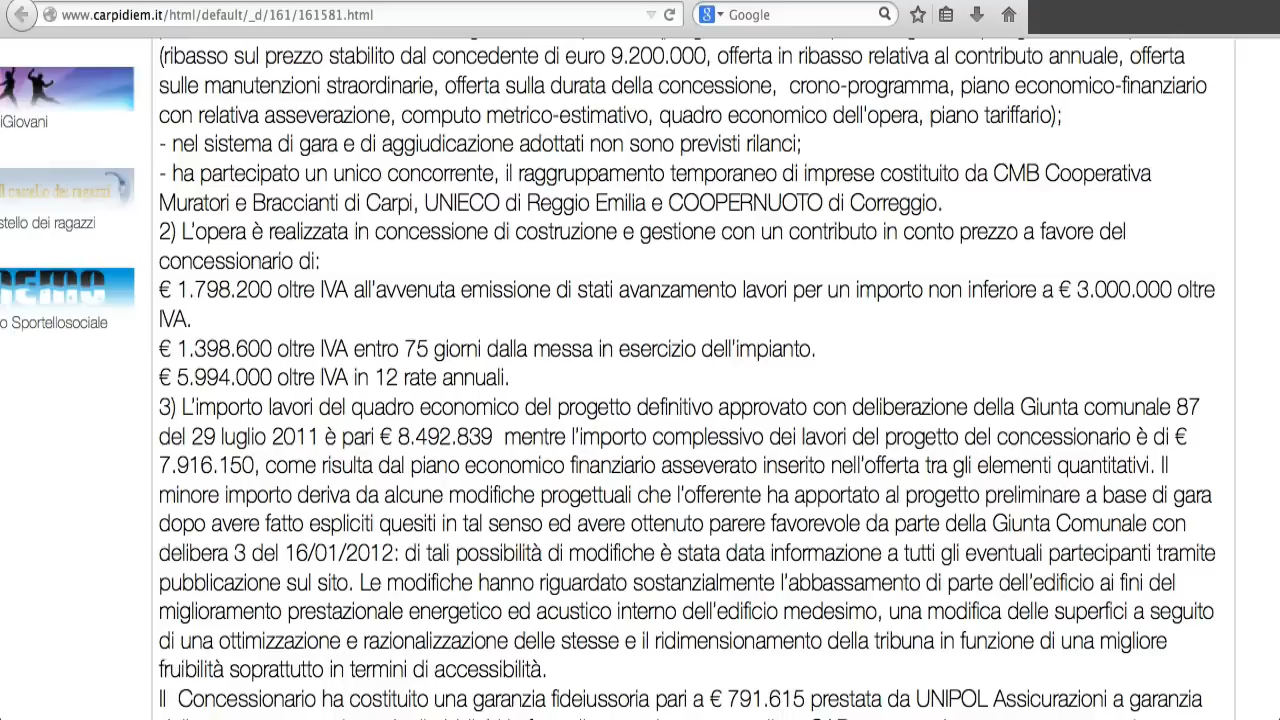 www.carpidiem.it/html/default/_d/161/161581.html
Google
(ribasso sul prezzo stabilito dal concedente di euro 9.200.000, offerta in ribasso relativa al contributo annuale, offerta
sulle manutenzioni straordinarie, offerta sulla durata della concessione, crono-programma, piano economico-finanziario
con relativa asseverazione, computo metrico-estimativo, quadro economico dell'opera, piano tariffario);
- nel sistema di gara e di aggiudicazione adottati non sono previsti rilanci;
- ha partecipato un unico concorrente, il raggruppamento temporaneo di imprese costituito da CMB Cooperativa
Muratori e Braccianti di Carpi, UNIECO di Reggio Emilia e COOPERNUOTO di Correggio.
2) L'opera è realizzata in concessione di costruzione e gestione con un contributo in conto prezzo a favore del
concessionario di:
€ 1.798.200 oltre IVA all'avvenuta emissione di stati avanzamento lavori per un importo non inferiore a € 3.000.000 oltre
IVA.
€ 1.398.600 oltre IVA entro 75 giorni dalla messa in esercizio dell'impianto.
€ 5.994.000 oltre IVA in 12 rate annuali.
3) L'importo lavori del quadro economico del progetto definitivo approvato con deliberazione della Giunta comunale 87
del 29 luglio 2011 è pari € 8.492.839 mentre l'importo complessivo dei lavori del progetto del concessionario è di €
7.916.150, come risulta dal piano economico finanziario asseverato inserito nell'offerta tra gli elementi quantitativi. Il
minore importo deriva da alcune modifiche progettuali che l'offerente ha apportato al progetto preliminare a base di gara
dopo avere fatto espliciti quesiti in tal senso ed avere ottenuto parere favorevole da parte della Giunta Comunale con
delibera 3 del 16/01/2012: di tali possibilità di modifiche è stata data informazione a tutti gli eventuali partecipanti tramite
pubblicazione sul sito. Le modifiche hanno riguardato sostanzialmente l'abbassamento di parte dell'edificio ai fini del
miglioramento prestazionale energetico ed acustico interno dell'edificio medesimo, una modifica delle superfici a seguito
di una ottimizzazione e razionalizzazione delle stesse e il ridimensionamento della tribuna in funzione di una migliore
fruibilità soprattutto in termini di accessibilità.
Il Concessionario ha costituito una garanzia fideiussoria pari a € 791.615 prestata da UNIPOL Assicurazioni a garanzia
iGiovani
il castello dei ragazzi
stello dei ragazzi
nemo
o Sportellosociale